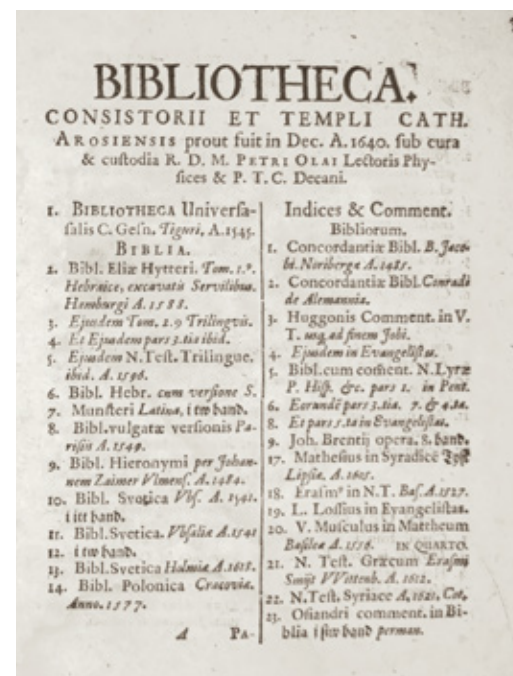 BIBLIOTHECA.
CONSISTORII ET TEMPLI CATH.
AROSIENSIS prout fuit in Dec. A. 1640. sub cura
& custodia R. D. M. PETRI OLAI Lectoris Phy-
sices & P. T. C. Decani.
1. BIBLIOTHECA Universa-
salis C. Gesn. Tiguri, A. 1545.
BIBLIA.
2. Bibl. Eliæ Hytteri. Tom. 1.
Hebraice, excavatis Servilibus.
Hamburgi A. 1588.
3. Ejusdem Tom. 2.9 Trilingvis.
4. Et Ejusdem pars 3.tia ibid.
5. Ejusdem N. Test. Trilingue.
ibid. A. 1596.
6. Bibl. Hebr. cum versione S.
7. Munsteri Latina, i tw band.
8. Bibl. vulgatæ versionis Pa-
risiis A. 1549.
9. Bibl. Hieronymi per Johan-
nem Zaimer Vlmens. A. 1484.
10. Bibl. Svetica Vbs. A. 1541.
i itt band.
11. Bibl. Svetica. Vbsaliæ A. 1541
12. i tw band.
13. Bibl. Svetica Holmiæ A. 1618.
14. Bibl. Polonica Cracoviæ.
Anno. 1577.
A PA-
Indices & Comment.
Bibliorum.
1. Concordantiæ Bibl. B. Jaco-
bi. Noribergæ A. 1485.
2. Concordantiæ Bibl. Conradi
de Alemannia.
3. Huggonis Comment. in V.
T. usq; ad finem Jobi.
4. Ejusdem in Evangelistas.
5. Bibl. cum comment. N. Lyræ
P. Hisp. &c. pars 1. in Pent.
6. Eorundē pars 3.tia. 7. & 4.ta.
8. Et pars 5.ta in Evangelistas.
9. Joh. Brentij opera. 8. band.
17. Mathesius in Syradicē
Lipsiæ. A. 1605.
18. Erasm9 in N. T. Bas. A. 1527.
19. L. Lossius in Evangelistas.
20. V. Musculus in Mattheum
Basileæ A. 1556. IN QUARTO.
21. N. Test. Græcum Erasmi
VVittenb. A. 1612.
22. N. Test. Syriace A. 1621. Cot.
23. Osiandri comment. in Bi-
blia i band perman.